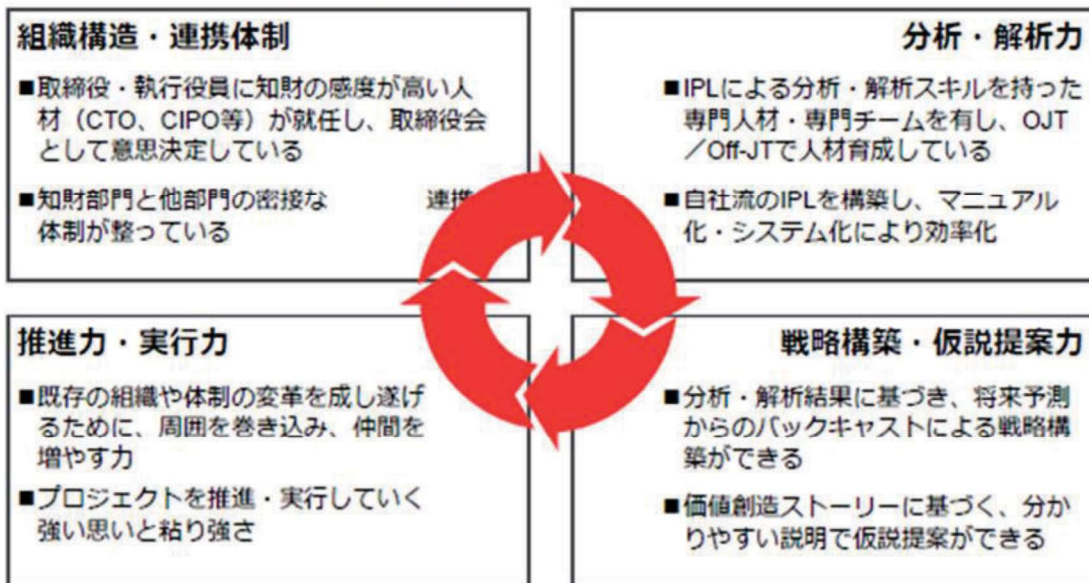 組織構造・連携体制
■取締役・執行役員に知財の感度が高い人
材（CTO、CIPO等）が就任し、取締役会
として意思決定している
■知財部門と他部門の密接な 連携
体制が整っている
分析・解析力
■IPLによる分析・解析スキルを持った
専門人材・専門チームを有し、OJT
／Off-JTで人材育成している
■自社流のIPLを構築し、マニュアル
化・システム化により効率化
推進力・実行力
■既存の組織や体制の変革を成し遂げ
るために、周囲を巻き込み、仲間を
増やす力
■プロジェクトを推進・実行していく
強い思いと粘り強さ
戦略構築・仮説提案力
■分析・解析結果に基づき、将来予測
からのバックキャストによる戦略構
築ができる
■価値創造ストーリーに基づく、分か
りやすい説明で仮説提案ができる